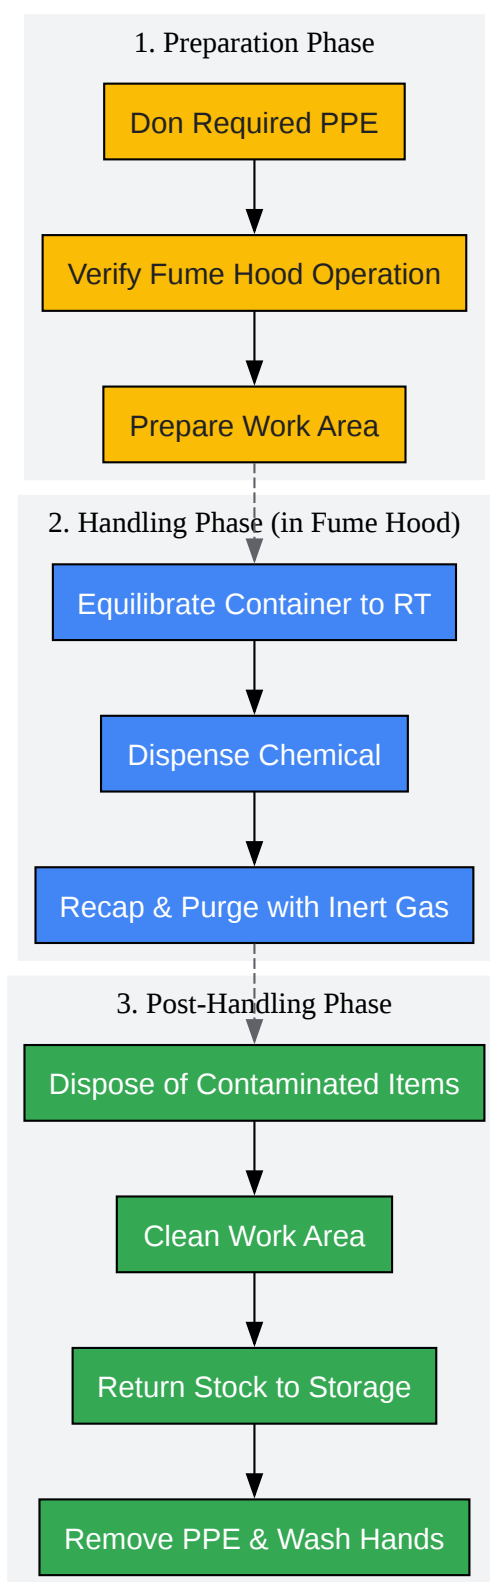 1. Preparation Phase
Don Required PPE
Verify Fume Hood Operation
Prepare Work Area
2. Handling Phase (in Fume Hood)
Equilibrate Container to RT
Dispense Chemical
Recap & Purge with Inert Gas
3. Post-Handling Phase
Dispose of Contaminated Items
Clean Work Area
Return Stock to Storage
Remove PPE & Wash Hands